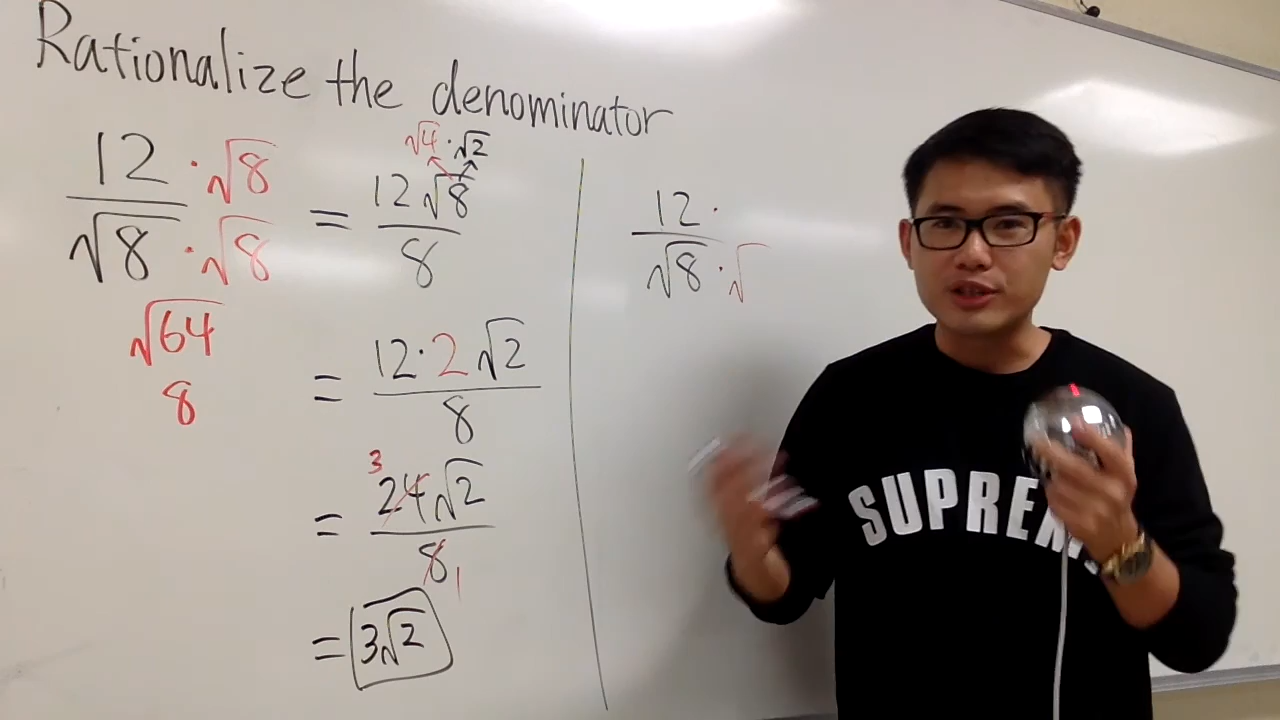 Rationalize the denominator
12 · √8
√8 · √8
√64
8
= 12√8
8
√4 · √2
= 12 · 2√2
8
= 24√2
8
3
1
= 3√2
12 ·
√8 · √
SUPREM